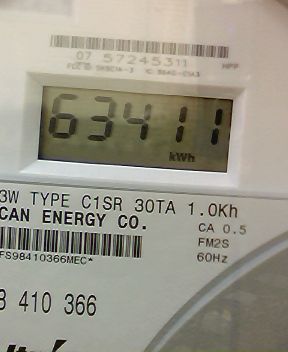 07 57245311 HPP
63411
kWh
3W TYPE C1SR 30TA 1.0Kh
CAN ENERGY CO.
CA 0.5
FM2S
60Hz
FS98410366MEC*
410 366